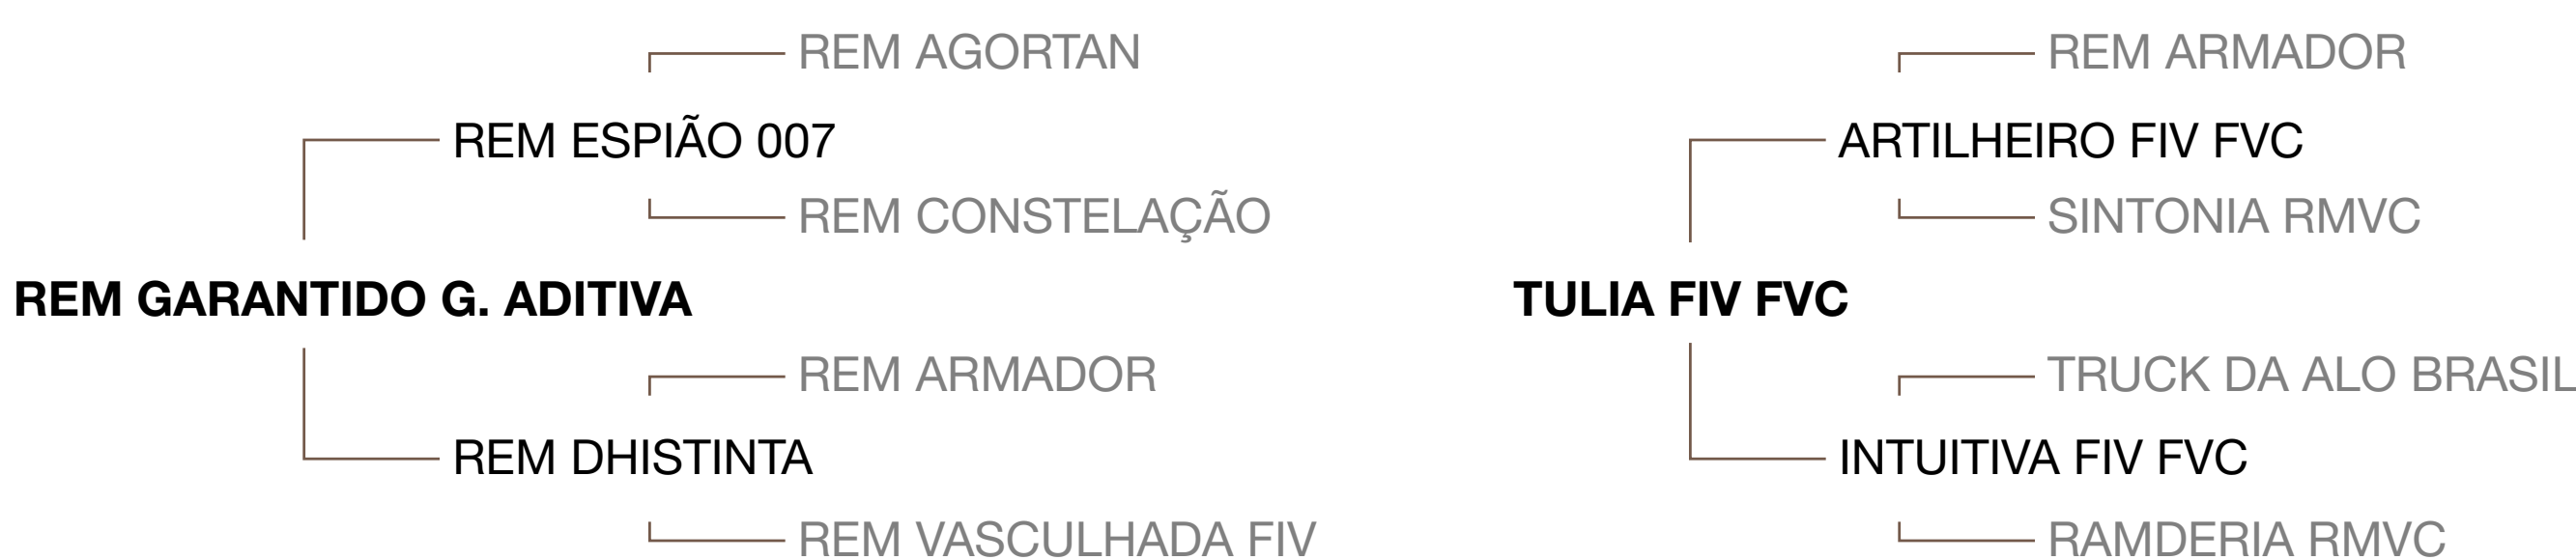 REM AGORTAN
REM ESPIÃO 007
REM CONSTELAÇÃO
REM GARANTIDO G. ADITIVA
REM ARMADOR
REM DHISTINTA
REM VASCULHADA FIV
REM ARMADOR
ARTILHEIRO FIV FVC
SINTONIA RMVC
TULIA FIV FVC
TRUCK DA ALO BRASIL
INTUITIVA FIV FVC
RAMDERIA RMVC